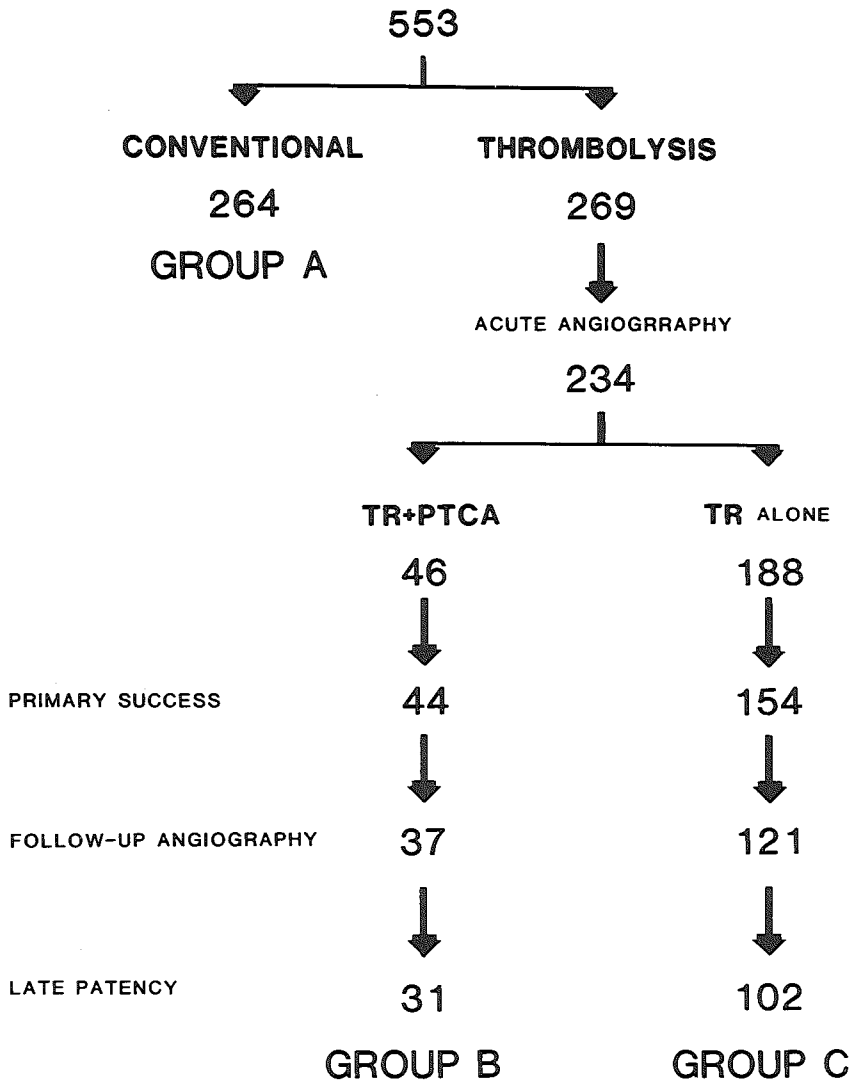 553
CONVENTIONAL THROMBOLYSIS
264 269
GROUP A
ACUTE ANGIOGRRAPHY
234
TR+PTCA TR ALONE
46 188
PRIMARY SUCCESS 44 154
FOLLOW-UP ANGIOGRAPHY 37 121
LATE PATENCY 31 102
GROUP B GROUP C